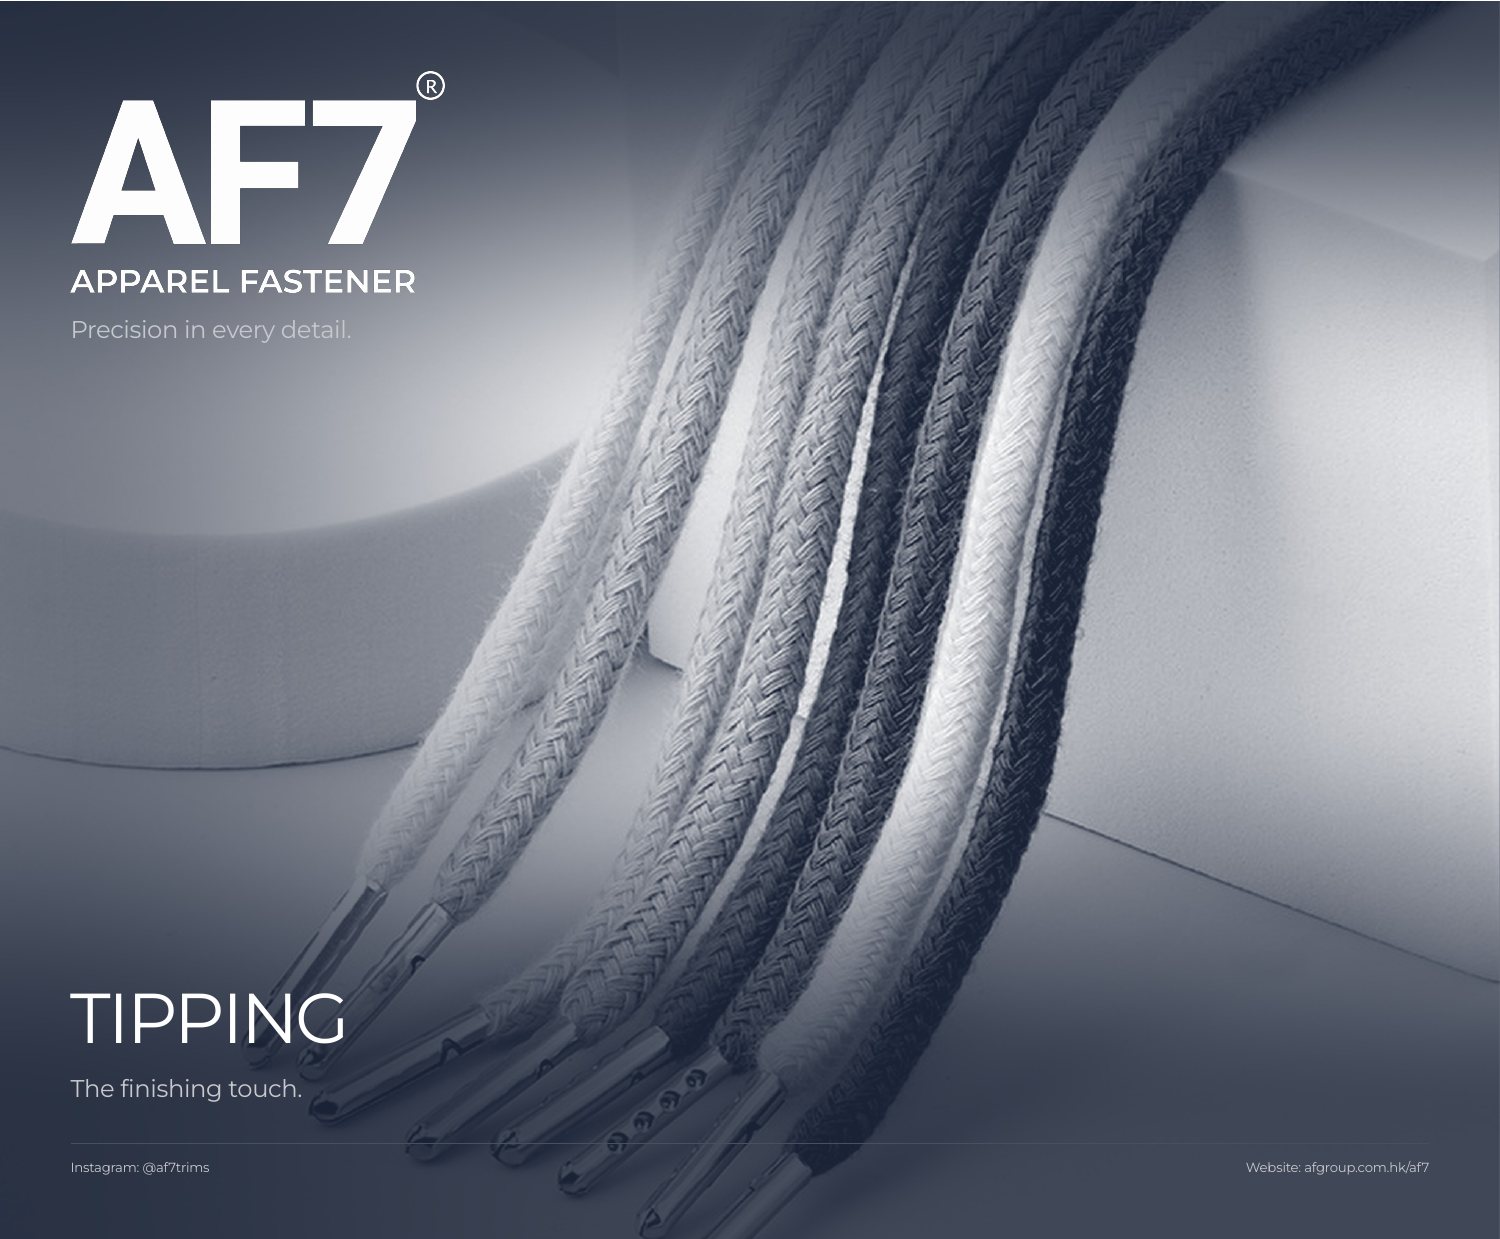 AF7®
APPAREL FASTENER
Precision in every detail.
TIPPING
The finishing touch.
Instagram: @af7trims
Website: afgroup.com.hk/af7